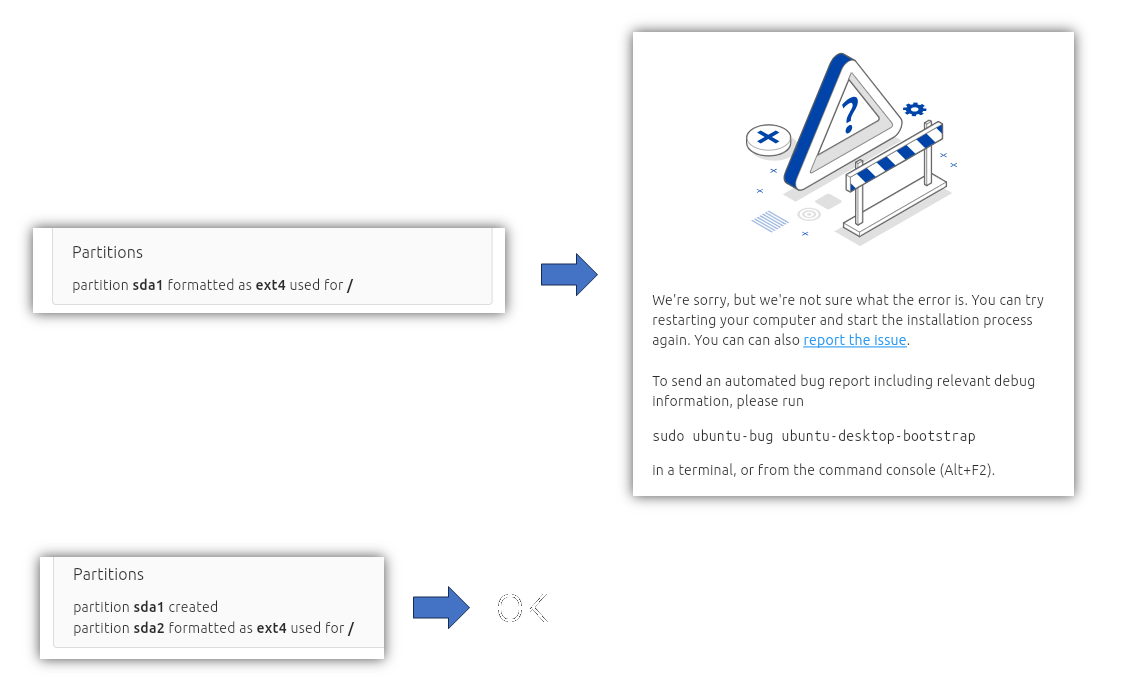 Partitions
partition sda1 formatted as ext4 used for /
?
We're sorry, but we're not sure what the error is. You can try
restarting your computer and start the installation process
again. You can can also report the issue.
To send an automated bug report including relevant debug
information, please run
sudo ubuntu-bug ubuntu-desktop-bootstrap
in a terminal, or from the command console (Alt+F2).
Partitions
partition sda1 created
partition sda2 formatted as ext4 used for /
OK